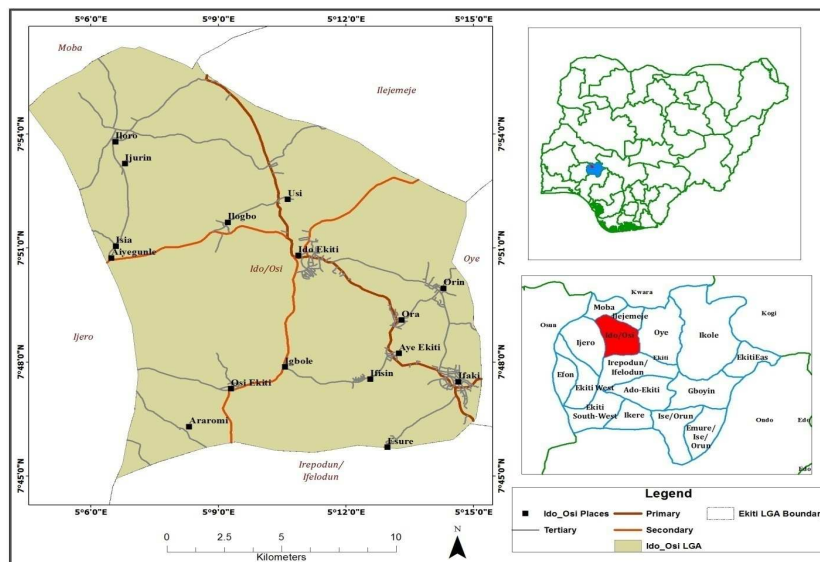 5°6'0"E 5°9'0"E 5°12'0"E 5°15'0"E
Moba
Ilejemeje
7°54'0"N
7°54'0"N
Iloro
Ijurin
Usi
Ilogbo
Isia
Aiyegunle
7°51'0"N
7°51'0"N
Ido Ekiti
Ido/Osi
Oye
Orin
Ora
Ijero
Aye Ekiti
7°48'0"N
7°48'0"N
Igbole
Ifisin
Ifaki
Osi Ekiti
Araromi
Esure
Irepodun/
Ifelodun
7°45'0"N
7°45'0"N
5°6'0"E 5°9'0"E 5°12'0"E 5°15'0"E
0 2.5 5 10
Kilometers
N
Kwara
Kogi
Moba
Ilejemeje
Osun
Ido/Osi
Oye
Ikole
Ijero
Ekiti
EkitiEas
Irepodun/
Ifelodun
Efon
Ekiti West
Ado-Ekiti
Gboyin
Ekiti
South-West
Ikere
Ise/Orun
Emure/
Ise/
Orun
Ondo
Edo
Edo
Legend
Ido_Osi Places
Primary
Ekiti LGA Boundar
Tertiary
Secondary
Ido_Osi LGA